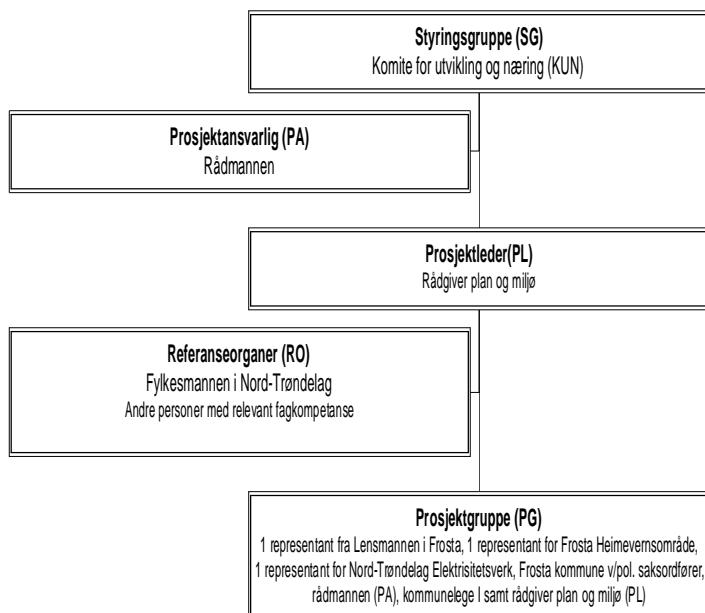 Styringsgruppe (SG)
Komite for utvikling og næring (KUN)
Prosjektansvarlig (PA)
Rådmannen
Prosjektleder(PL)
Rådgiver plan og miljø
Referanseorganer (RO)
Fylkesmannen i Nord-Trøndelag
Andre personer med relevant fagkompetanse
Prosjektgruppe (PG)
1 representant fra Lensmannen i Frosta, 1 representant for Frosta Heimevernsområde,
1 representant for Nord-Trøndelag Elektrisitetsverk, Frosta kommune v/pol. saksordfører,
rådmannen (PA), kommunelege I samt rådgiver plan og miljø (PL)